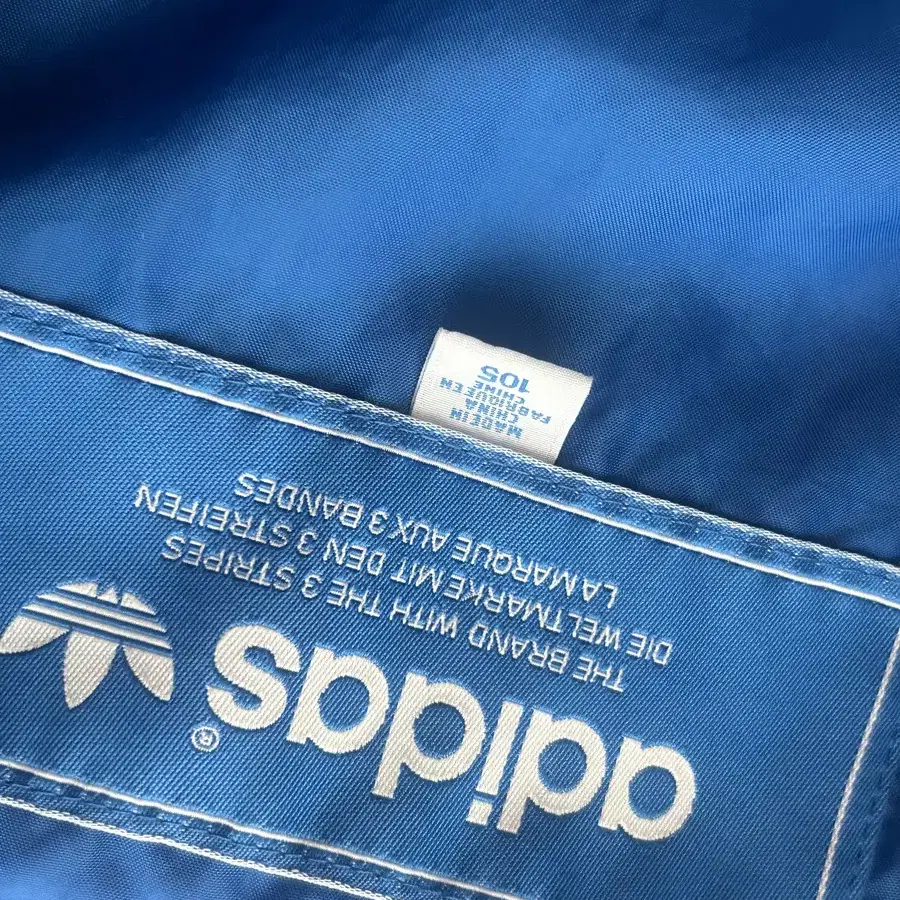 adidas®
THE BRAND WITH THE 3 STRIPES
DIE WELTMARKE MIT DEN 3 STREIFEN
LA MARQUE AUX 3 BANDES
MADE IN
CHINA
FABRIQUE EN
CHINE
105